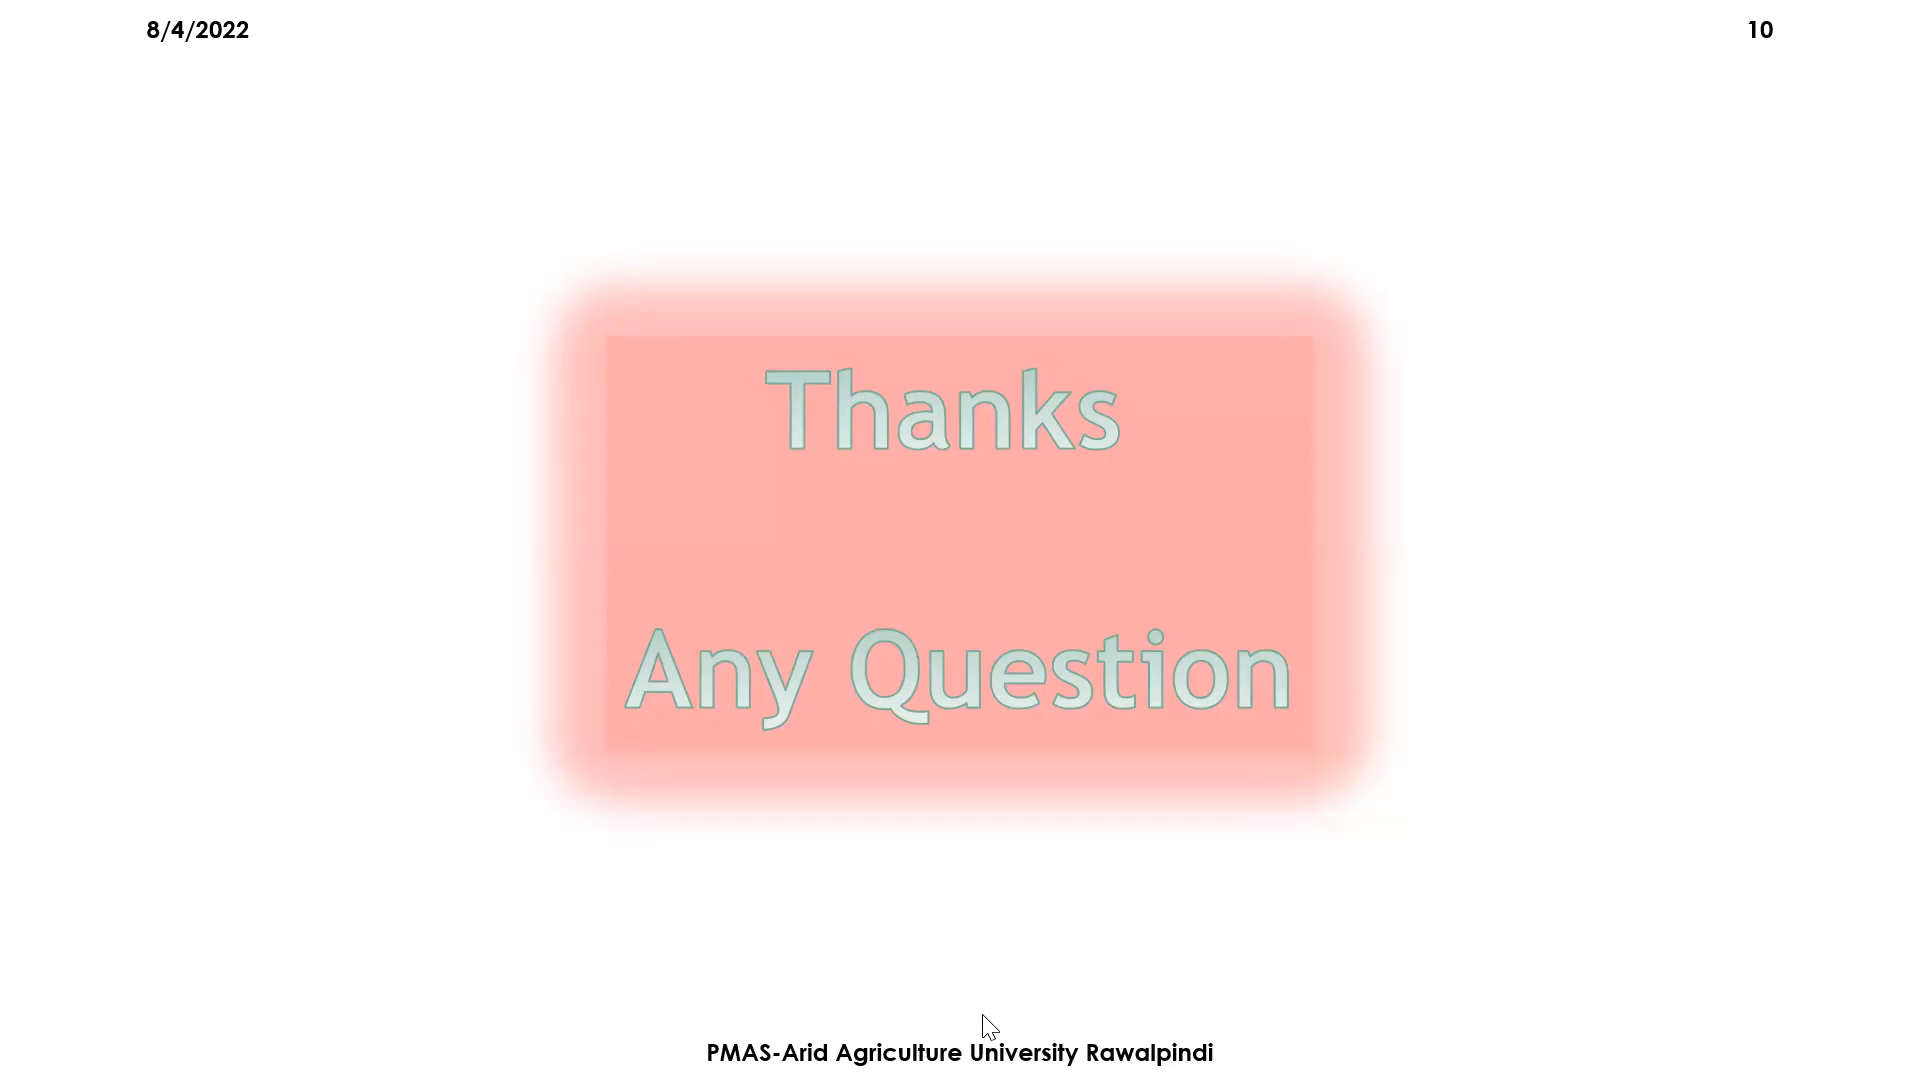 8/4/2022
10
Thanks
Any Question
PMAS-Arid Agriculture University Rawalpindi